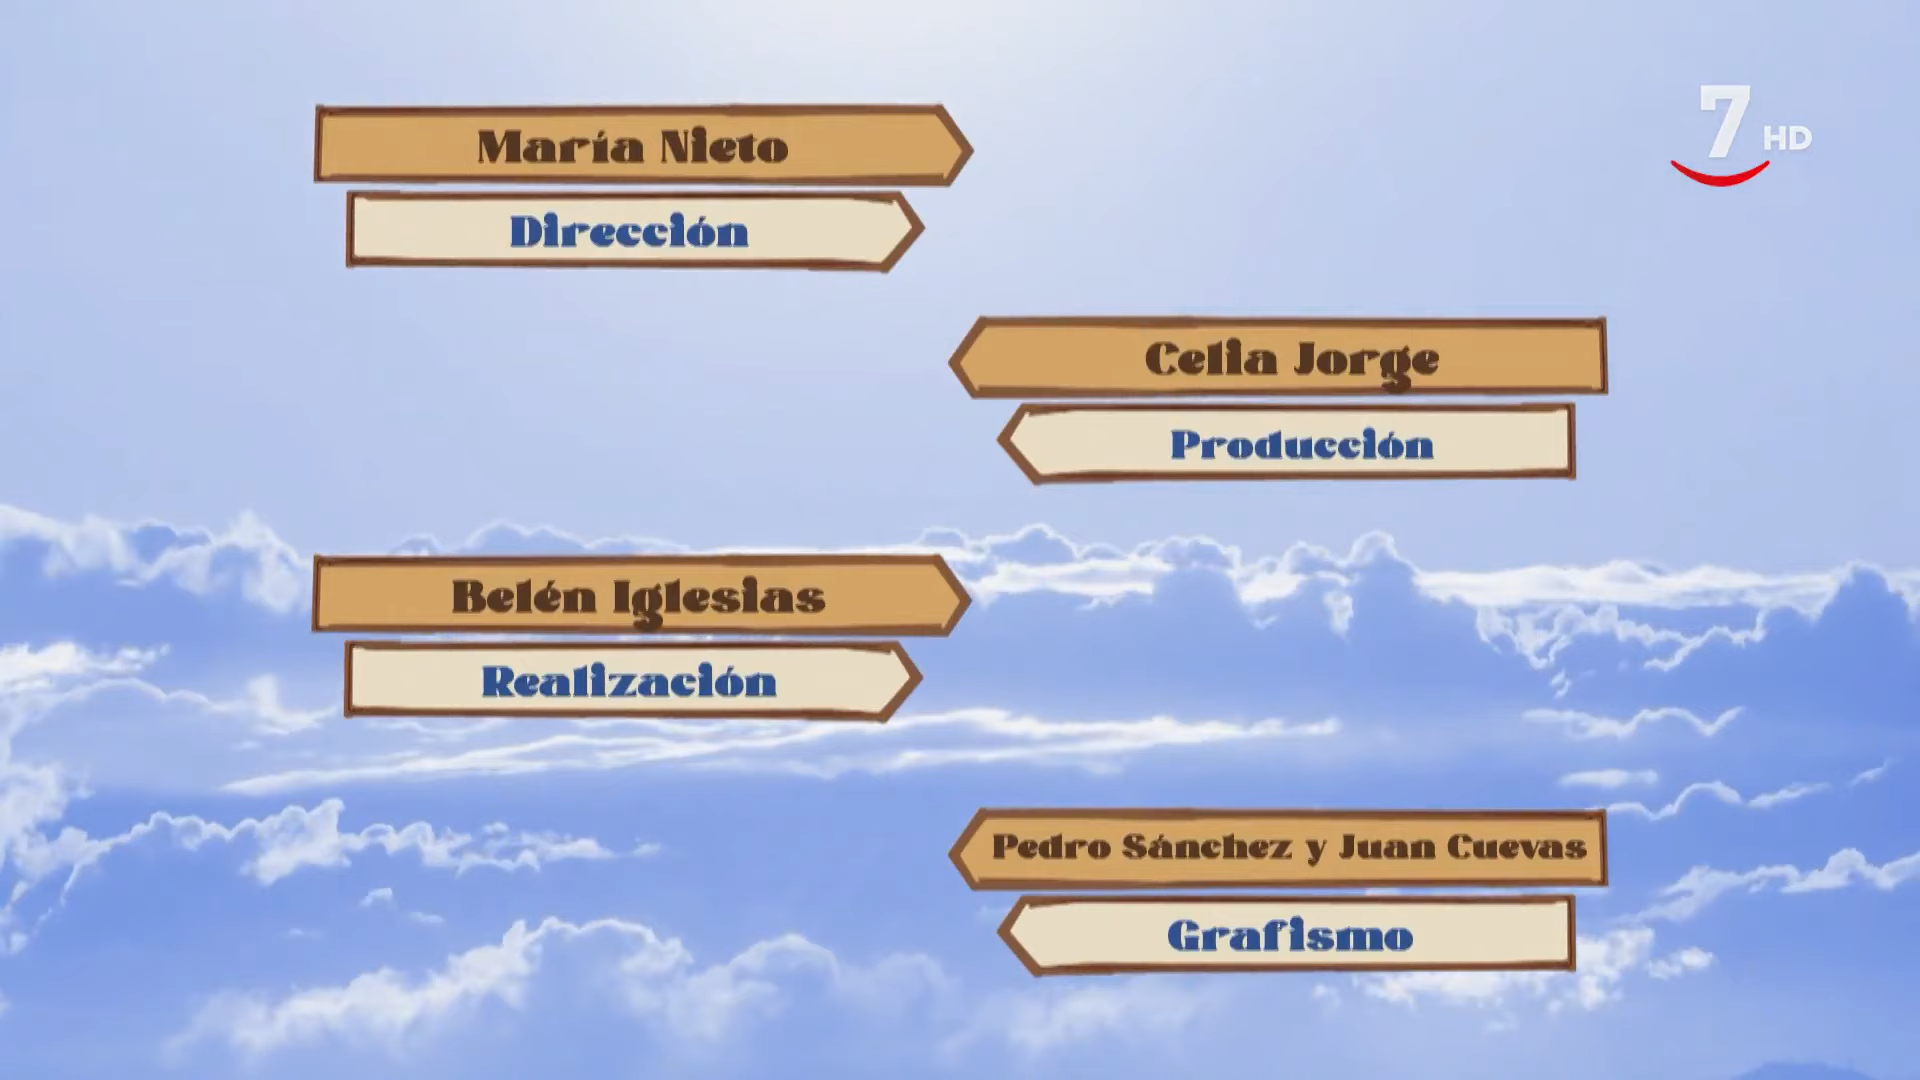 María Nieto
Dirección
7 HD
Celia Jorge
Producción
Belén Iglesias
Realización
Pedro Sánchez y Juan Cuevas
Grafismo